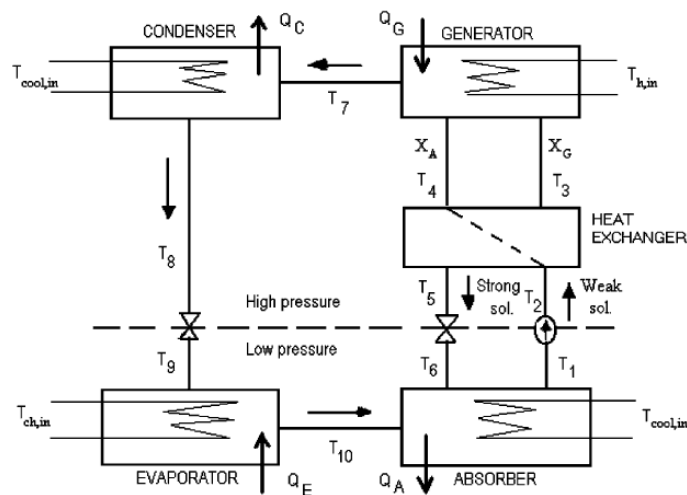 CONDENSER
Q_C
Q_G
GENERATOR
T_cool,in
T_h,in
T_7
X_A
X_G
T_4
T_3
HEAT
EXCHANGER
T_8
T_5
Strong
sol.
T_2
Weak
sol.
High pressure
Low pressure
T_9
T_6
T_1
T_ch,in
T_cool,in
T_10
EVAPORATOR
Q_E
Q_A
ABSORBER